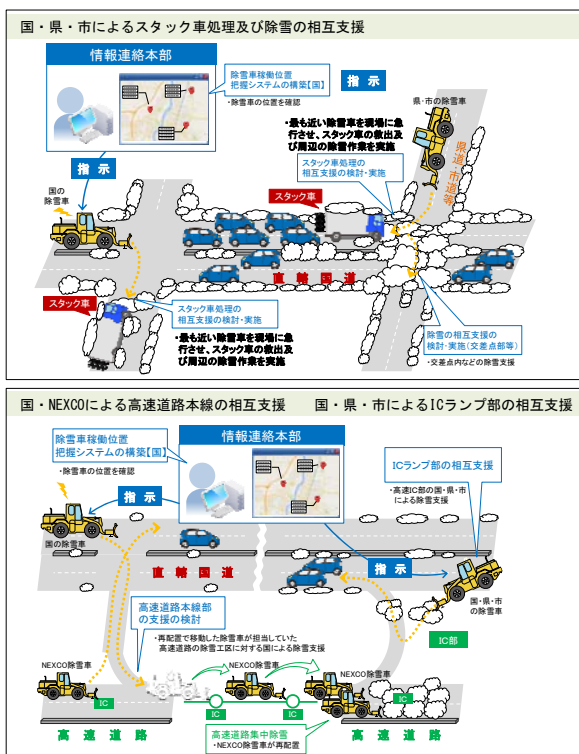 国・県・市によるスタック車処理及び除雪の相互支援
情報連絡本部
除雪車稼働位置
把握システムの構築【国】
・除雪車の位置を確認
指示
県・市の除雪車
・最も近い除雪車を現場に急
行させ、スタック車の救出及
び周辺の除雪作業を実施
県道・市道等
指示
スタック車処理の
相互支援の検討・実施
国の
除雪車
スタック車
直轄国道
スタック車
スタック車処理の
相互支援の検討・実施
・最も近い除雪車を現場に急
行させ、スタック車の救出及
び周辺の除雪作業を実施
除雪の相互支援の
検討・実施(交差点部等)
・交差点内などの除雪支援
国・NEXCOによる高速道路本線の相互支援 国・県・市によるICランプ部の相互支援
除雪車稼働位置
把握システムの構築【国】
・除雪車の位置を確認
情報連絡本部
ICランプ部の相互支援
・高速IC部の国・県・市
による除雪支援
指示
国の除雪車
直轄国道
指示
国・県・市
の除雪車
高速道路本線部
の支援の検討
・再配置で移動した除雪車が担当していた
高速道路の除雪工区に対する国による除雪支援
IC部
NEXCO除雪車
NEXCO除雪車
NEXCO除雪車
IC
IC
IC
IC
高速道路
高速道路集中除雪
・NEXCO除雪車が再配置
高速道路